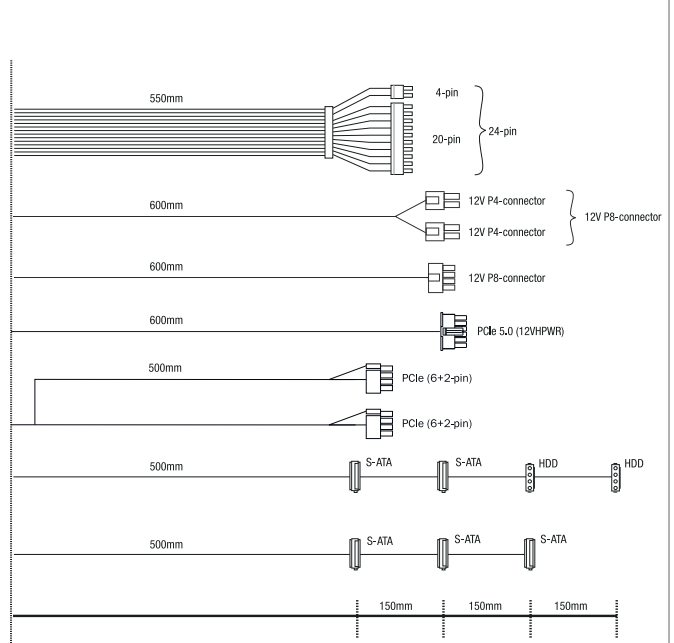 550mm
4-pin
20-pin
24-pin
600mm
12V P4-connector
12V P4-connector
12V P8-connector
600mm
12V P8-connector
600mm
PCIe 5.0 (12VHPWR)
500mm
PCIe (6+2-pin)
PCIe (6+2-pin)
500mm
S-ATA
S-ATA
HDD
HDD
500mm
S-ATA
S-ATA
S-ATA
150mm
150mm
150mm